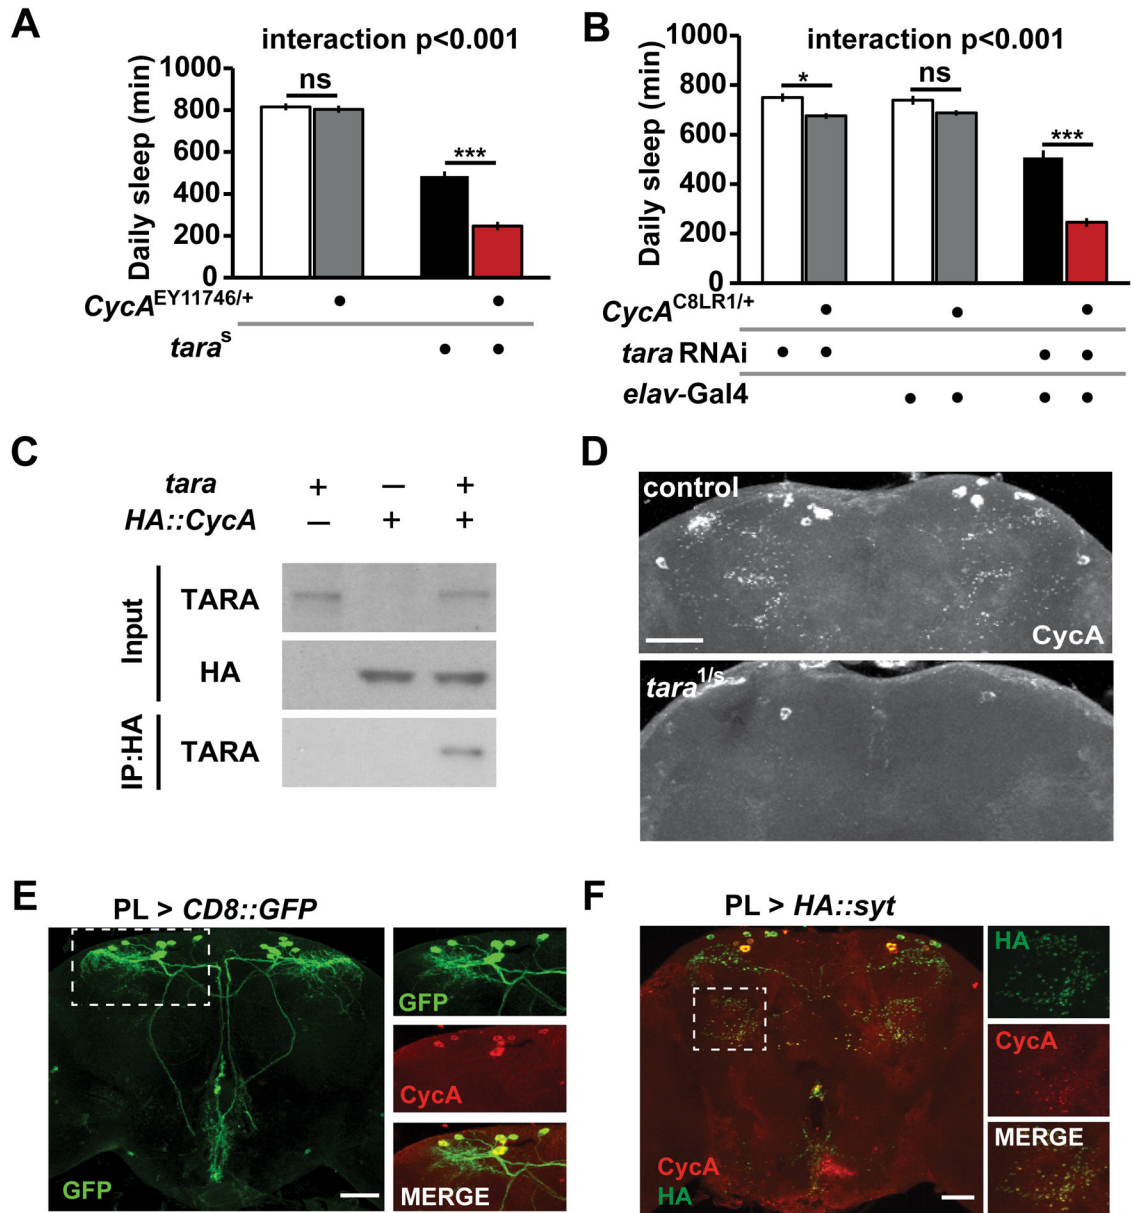 A
interaction p<0.001
Daily sleep (min)
1000
800
600
400
200
0
ns
***
CycA^EY11746/+ •
tara^s • •
B
interaction p<0.001
Daily sleep (min)
1000
800
600
400
200
0
*
ns
***
CycA^C8LR1/+ • • •
tara RNAi • • • •
elav-Gal4 • • • •
C
tara + — +
HA::CycA — + +
Input
TARA
HA
IP:HA
TARA
D
control
CycA
tara^1/s
E
PL > CD8::GFP
GFP
GFP
CycA
MERGE
F
PL > HA::syt
CycA
HA
HA
CycA
MERGE